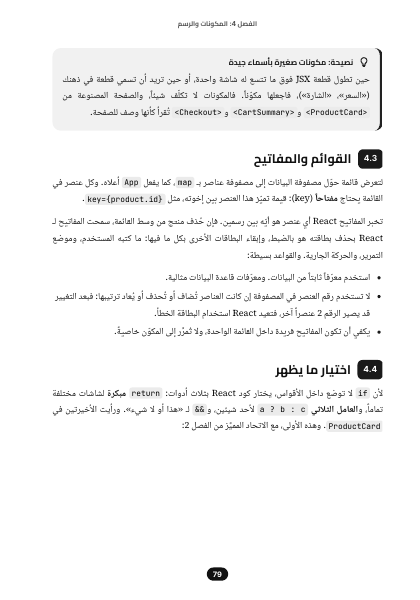 الفصل 4: المكونات والرسم
نصيحة: مكونات صغيرة بأسماء جيدة
حين تطول قطعة JSX فوق ما تتسع له شاشة واحدة، أو حين تريد أن تسمي قطعة في ذهنك
(«السعر»، «الشارة»)، فاجعلها مكوّناً. فالمكونات لا تكلّف شيئاً، والصفحة المصنوعة من
<ProductCard> و <CartSummary> و <Checkout> تُقرأ كأنها وصف للصفحة.
4.3 القوائم والمفاتيح
لتعرض قائمة حوّل مصفوفة البيانات إلى مصفوفة عناصر بـ map، كما يفعل App أعلاه. وكل عنصر في
القائمة يحتاج مفتاحاً (key): قيمة تميّز هذا العنصر بين إخوته، مثل key={product.id}.
تخبر المفاتيح React أي عنصر هو أيّه بين رسمين. فإن حُذف منتج من وسط القائمة، سمحت المفاتيح لـ
React بحذف بطاقته هو بالضبط، وإبقاء البطاقات الأخرى بكل ما فيها: ما كتبه المستخدم، وموضع
التمرير، والحركة الجارية. والقواعد بسيطة:
• استخدم معرّفاً ثابتاً من البيانات. ومعرّفات قاعدة البيانات مثالية.
• لا تستخدم رقم العنصر في المصفوفة إن كانت العناصر تُضاف أو تُحذف أو يُعاد ترتيبها: فبعد التغيير
قد يصير الرقم 2 عنصراً آخر، فتعيد React استخدام البطاقة الخطأ.
• يكفي أن تكون المفاتيح فريدة داخل القائمة الواحدة، ولا تُمرَّر إلى المكوّن خاصيةً.
4.4 اختيار ما يظهر
لأن if لا توضع داخل الأقواس، يختار كود React بثلاث أدوات: return مبكرة لشاشات مختلفة
تماماً، والعامل الثلاثي a ? b : c لأحد شيئين، و && لـ «هذا أو لا شيء». ورأيت الأخيرتين في
ProductCard. وهذه الأولى، مع الاتحاد المميّز من الفصل 2:
79